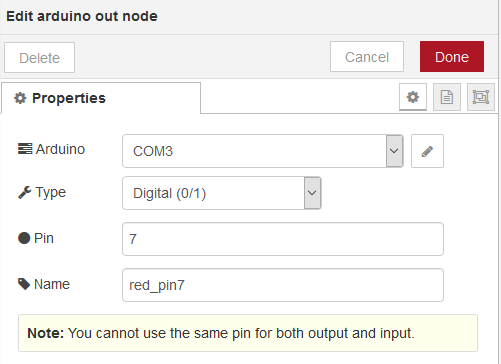 Edit arduino out node
Delete
Cancel
Done
Properties
Arduino
COM3
Type
Digital (0/1)
Pin
7
Name
red_pin7
Note: You cannot use the same pin for both output and input.